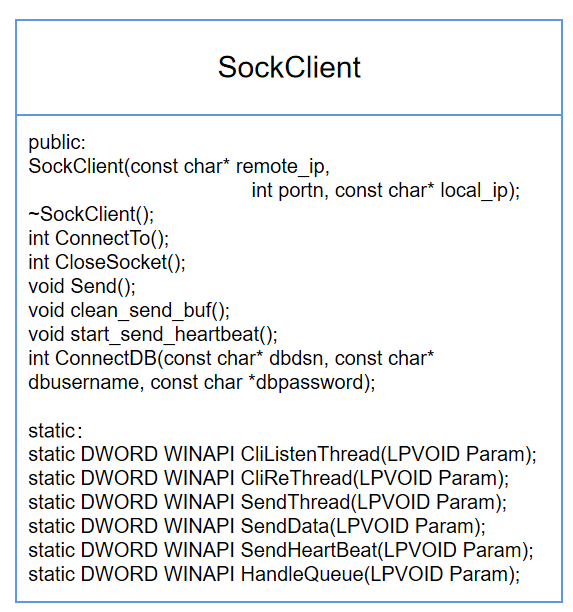 SockClient
public:
SockClient(const char* remote_ip,
int portn, const char* local_ip);
~SockClient();
int ConnectTo();
int CloseSocket();
void Send();
void clean_send_buf();
void start_send_heartbeat();
int ConnectDB(const char* dbdsn, const char*
dbusername, const char *dbpassword);
static：
static DWORD WINAPI CliListenThread(LPVOID Param);
static DWORD WINAPI CliReThread(LPVOID Param);
static DWORD WINAPI SendThread(LPVOID Param);
static DWORD WINAPI SendData(LPVOID Param);
static DWORD WINAPI SendHeartBeat(LPVOID Param);
static DWORD WINAPI HandleQueue(LPVOID Param);